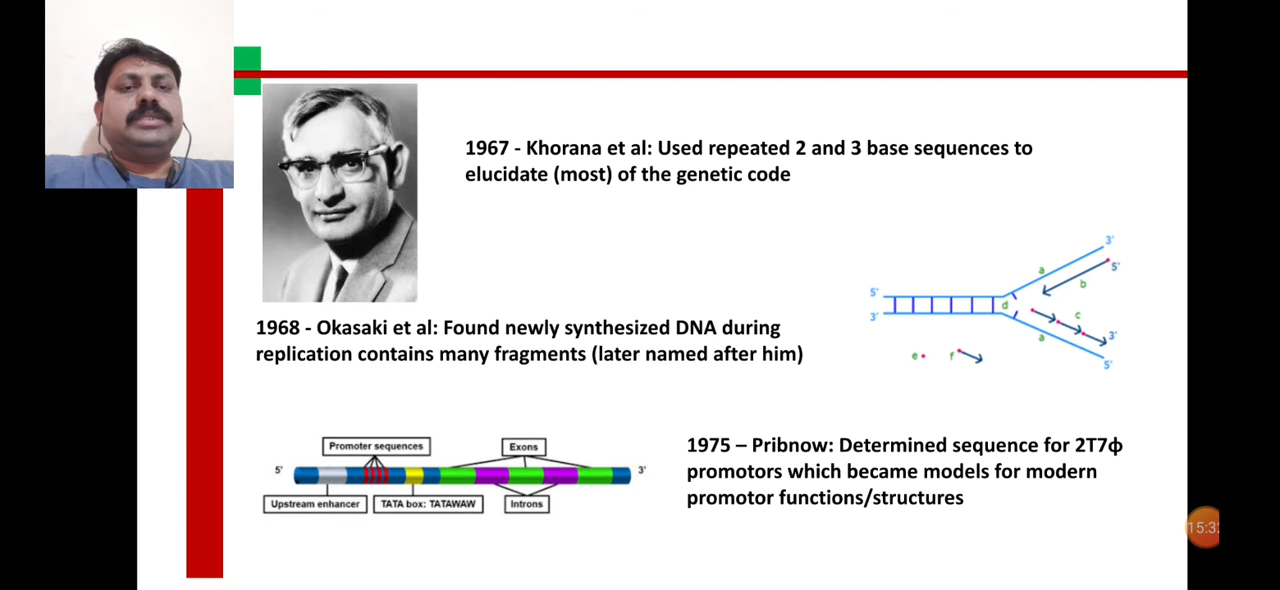 1967 - Khorana et al: Used repeated 2 and 3 base sequences to
elucidate (most) of the genetic code
3'
a
5'
b
5'
d
c
3'
3'
a
5'
e
f
1968 - Okasaki et al: Found newly synthesized DNA during
replication contains many fragments (later named after him)
Promoter sequences
Exons
5'
3'
Upstream enhancer
TATA box: TATAWAW
Introns
1975 – Pribnow: Determined sequence for 2T7ф
promotors which became models for modern
promotor functions/structures